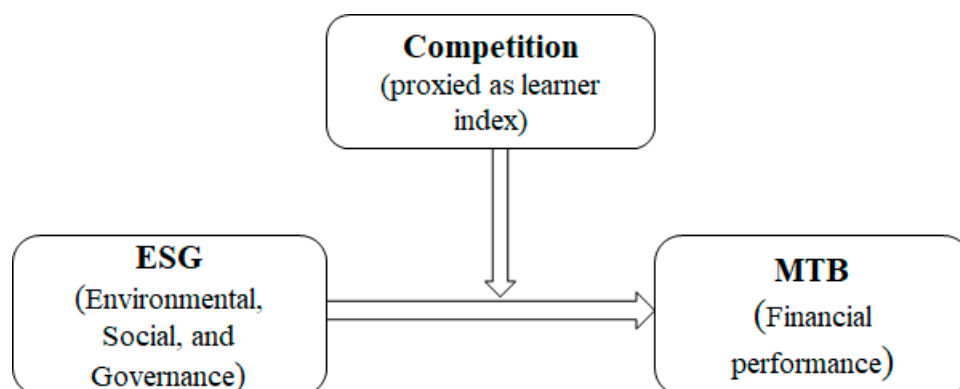 Competition
(proxied as learner
index)
ESG
(Environmental,
Social, and
Governance)
MTB
(Financial
performance)